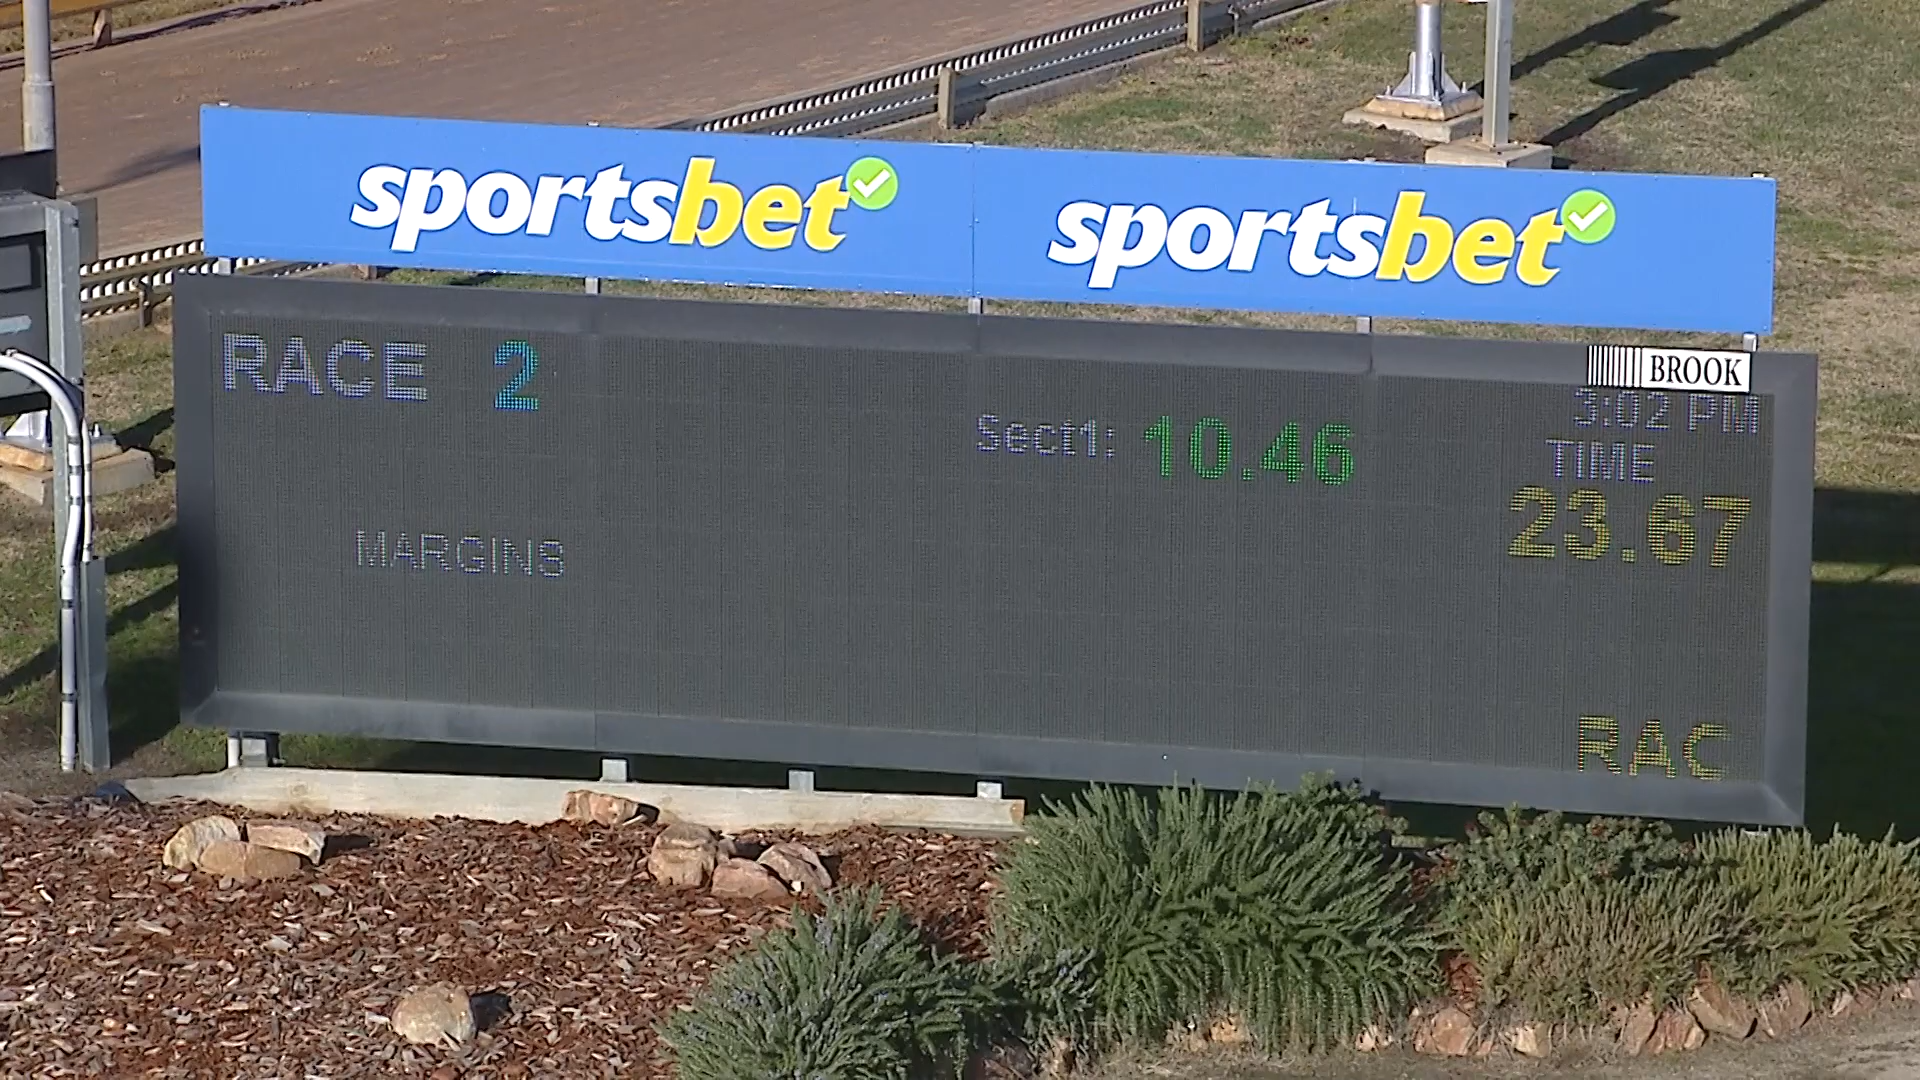 sportsbet sportsbet
BROOK
RACE 2
3:02 PM
Sect1: 10.46
TIME
23.67
MARGINS
RAC